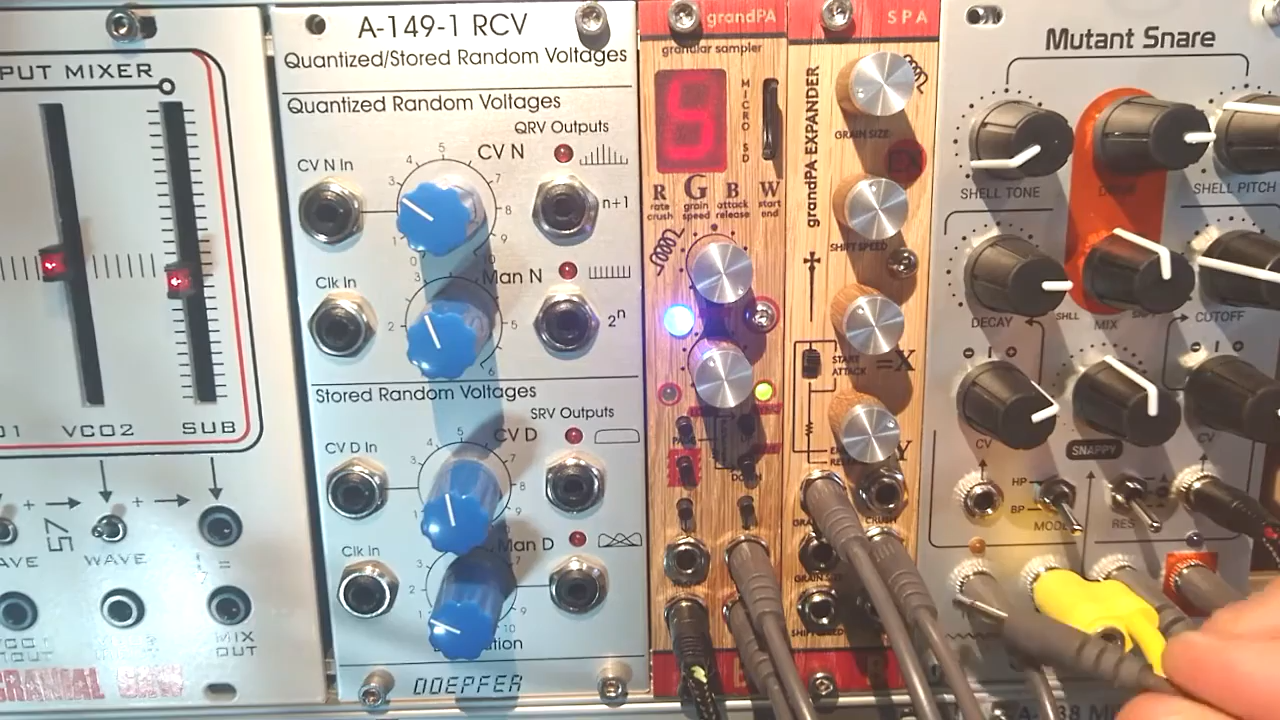 PUT MIXER
VCO2
SUB
WAVE
MIX
OUT
A-149-1 RCV
Quantized/Stored Random Voltages
Quantized Random Voltages
QRV Outputs
CV N In
CV N
n+1
Clk In
Man N
2n
Stored Random Voltages
SRV Outputs
CV D In
CV D
Clk In
Man D
DOEPFER
grandPA
granular sampler
S
MICRO SD
R G B W
rate crush
grain speed
attack release
start end
SPA
grandPA EXPANDER
GRAIN SIZE
SHIFT SPEED
START
ATTACK
=X
Y
CRUSH
Mutant Snare
SHELL TONE
SHELL PITCH
DECAY
SHLL
MIX
CUTOFF
CV
SNAPPY
CV
HP
BP
MODE
RES